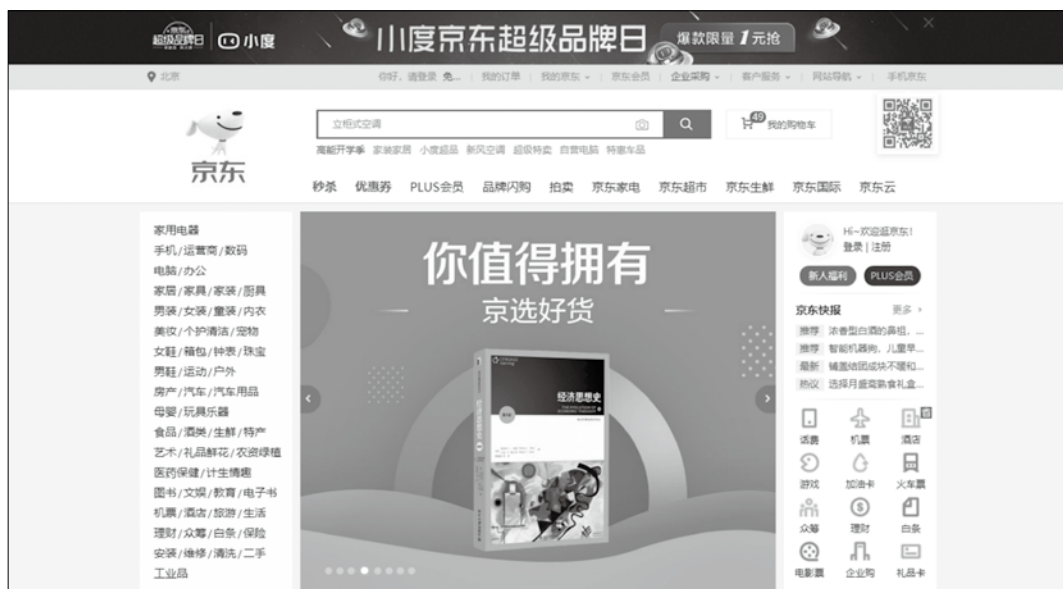 京东
超级品牌日
小度
小度京东超级品牌日
爆款限量1元抢
北京
你好，请登录 免... 我的订单 我的京东 京东会员 企业采购 客户服务 网站导航 手机京东
京东
立柜式空调
49 我的购物车
高能开学季 家装家居 小度超品 新风空调 超级特卖 自营电脑 特惠车品
秒杀 优惠券 PLUS会员 品牌闪购 拍卖 京东家电 京东超市 京东生鲜 京东国际 京东云
家用电器
手机/运营商/数码
电脑/办公
家居/家具/家装/厨具
男装/女装/童装/内衣
美妆/个护清洁/宠物
女鞋/箱包/钟表/珠宝
男鞋/运动/户外
房产/汽车/汽车用品
母婴/玩具乐器
食品/酒类/生鲜/特产
艺术/礼品鲜花/农资绿植
医药保健/计生情趣
图书/文娱/教育/电子书
机票/酒店/旅游/生活
理财/众筹/白条/保险
安装/维修/清洗/二手
工业品
你值得拥有
京选好货
经济思想史
Hi~欢迎逛京东!
登录 | 注册
新人福利 PLUS会员
京东快报 更多 >
推荐 浓香型白酒的鼻祖，...
推荐 智能机器狗，儿童早...
最新 铺盖结团成块不暖和...
热议 选择月盛斋熟食礼盒...
话费 机票 酒店
游戏 加油卡 火车票
众筹 理财 白条
电影票 企业购 礼品卡